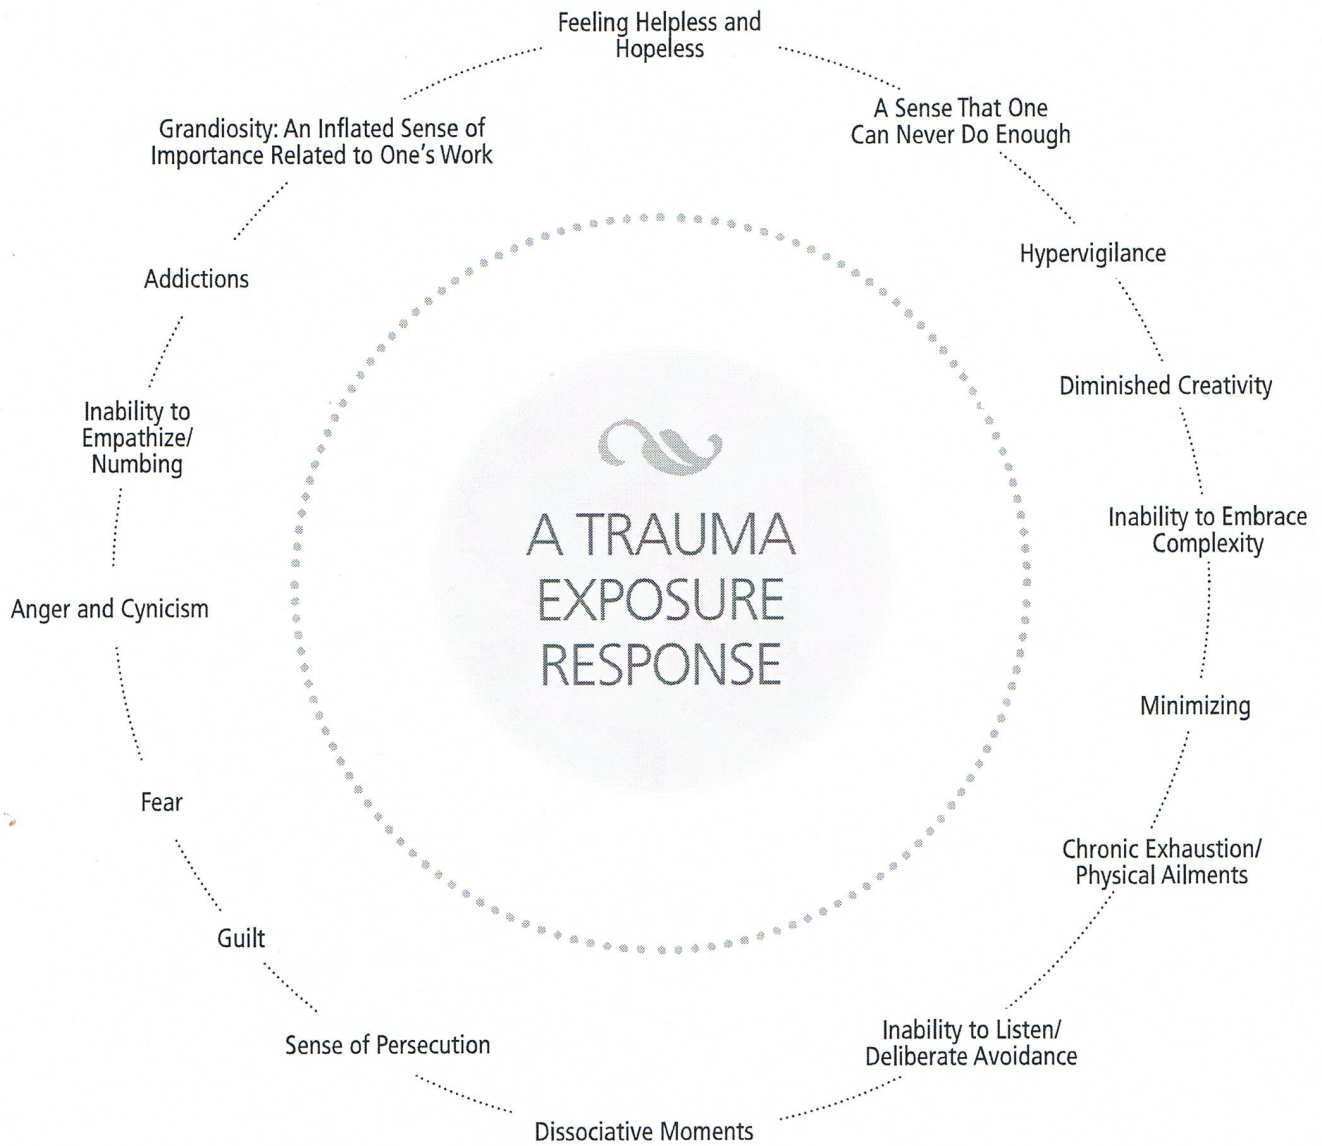 Feeling Helpless and
Hopeless
A Sense That One
Can Never Do Enough
Hypervigilance
Diminished Creativity
Inability to Embrace
Complexity
Minimizing
Chronic Exhaustion/
Physical Ailments
Inability to Listen/
Deliberate Avoidance
Dissociative Moments
Sense of Persecution
Guilt
Fear
Anger and Cynicism
Inability to
Empathize/
Numbing
Addictions
Grandiosity: An Inflated Sense of
Importance Related to One's Work
A TRAUMA
EXPOSURE
RESPONSE